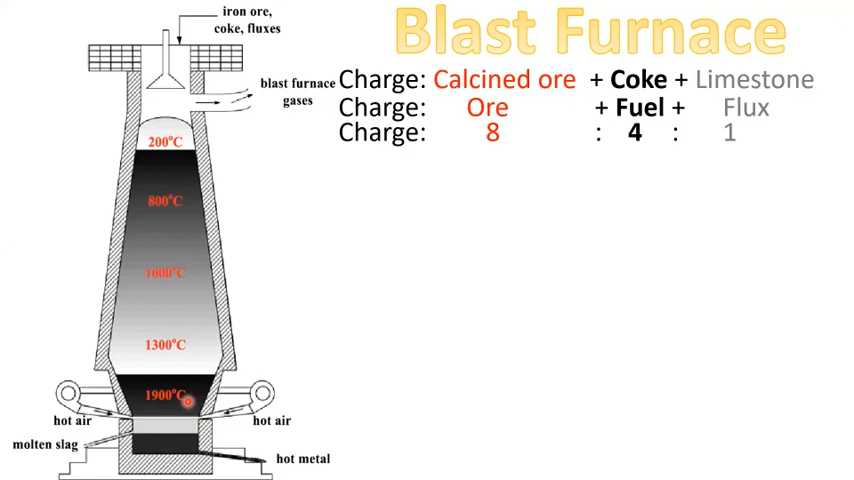 Blast Furnace
iron ore,
coke, fluxes
blast furnace
gases
Charge: Calcined ore + Coke + Limestone
Charge: Ore + Fuel + Flux
Charge: 8 : 4 : 1
200°C
800°C
1000°C
1300°C
1900°C
hot air
hot air
molten slag
hot metal